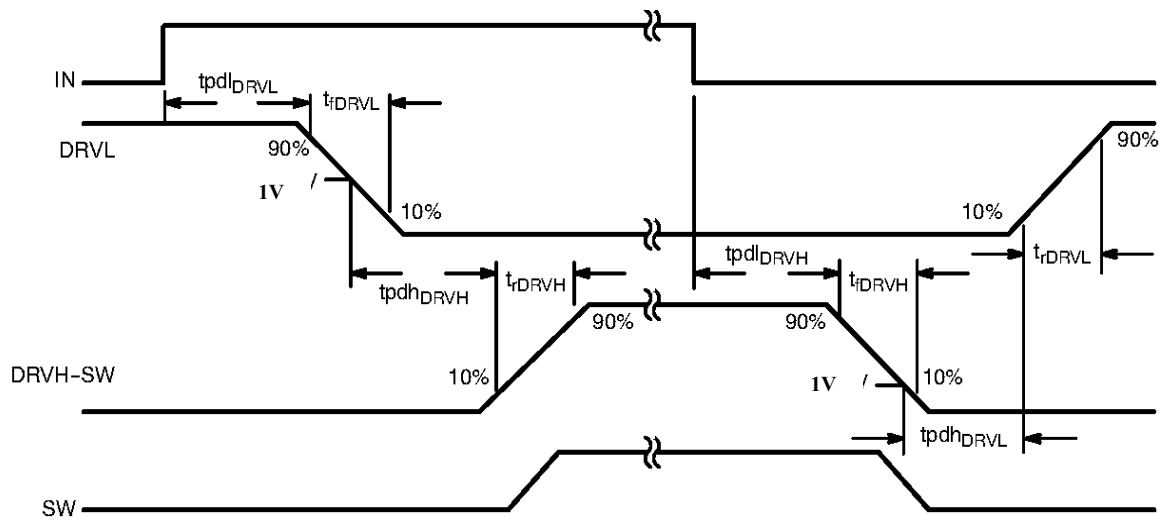 IN
tpdlDRVL
tfDRVL
DRVL
90%
90%
1V
10%
10%
tpdlDRVH
trDRVL
tpdhDRVH
trDRVH
tfDRVH
90%
90%
DRVH-SW
10%
1V
10%
tpdhDRVL
SW